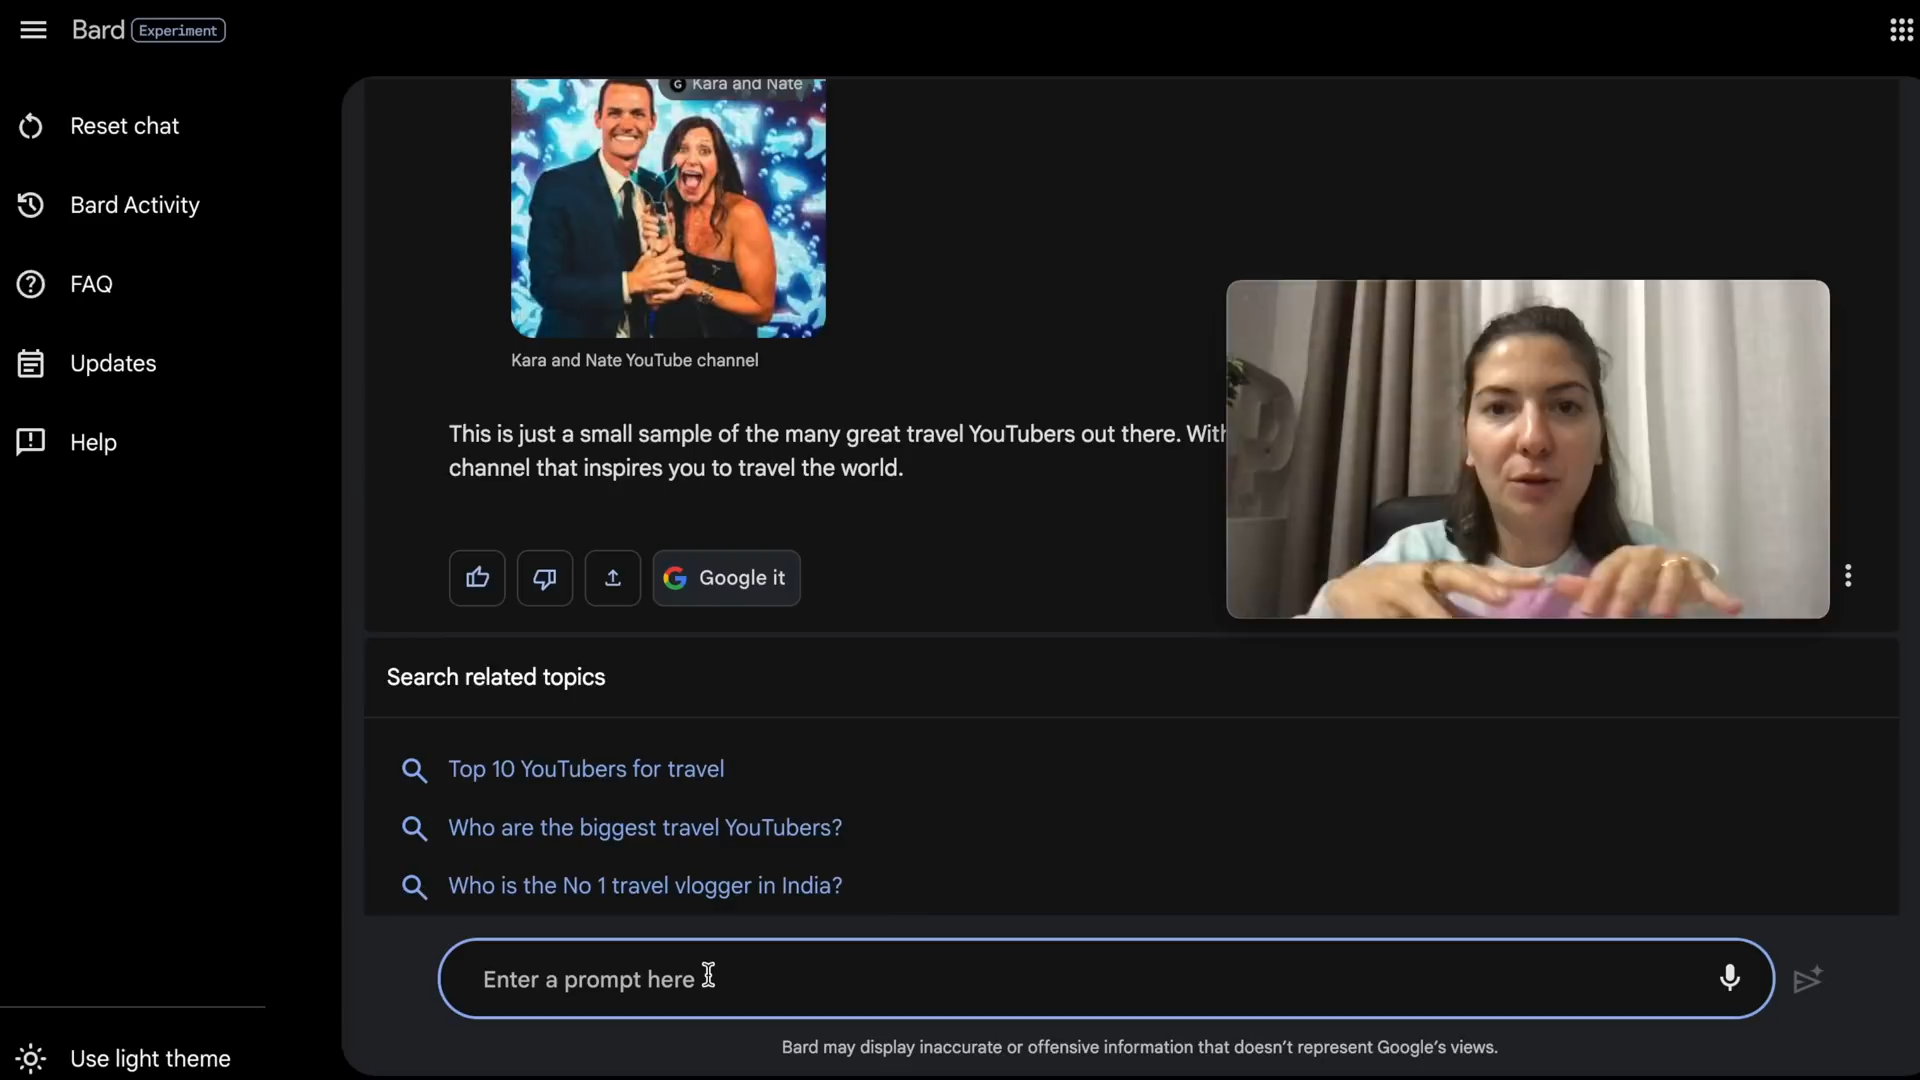 Bard Experiment
Reset chat
Bard Activity
FAQ
Updates
Help
Use light theme
G Kara and Nate
Kara and Nate YouTube channel
This is just a small sample of the many great travel YouTubers out there. With
channel that inspires you to travel the world.
Google it
Search related topics
Top 10 YouTubers for travel
Who are the biggest travel YouTubers?
Who is the No 1 travel vlogger in India?
Enter a prompt here
Bard may display inaccurate or offensive information that doesn't represent Google's views.